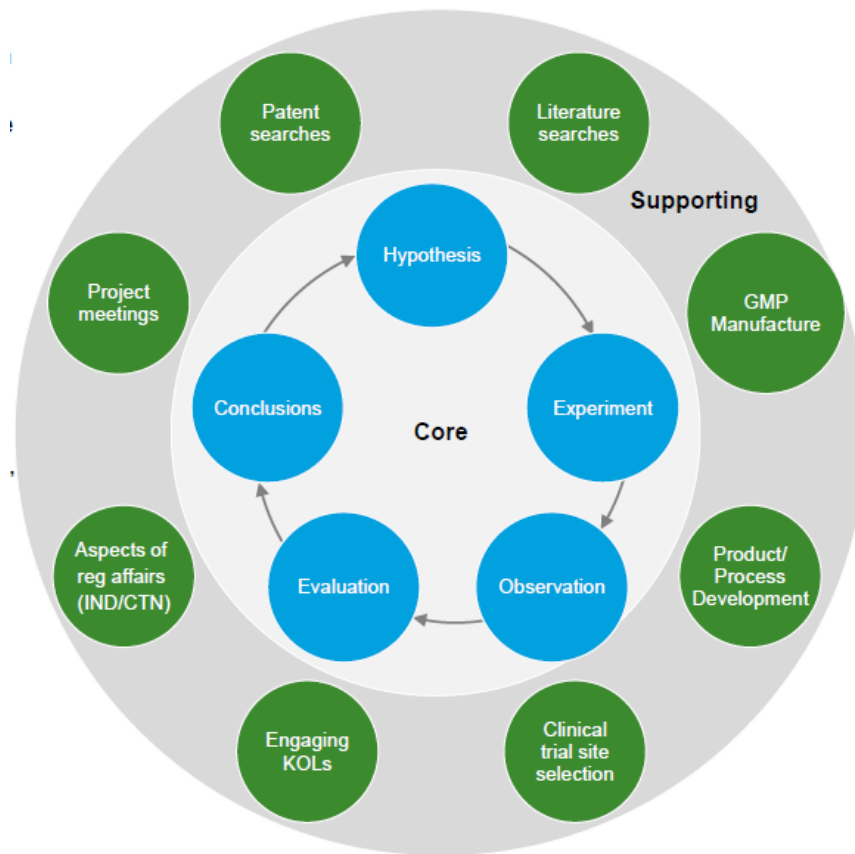 Patent
searches
Literature
searches
Supporting
Hypothesis
Project
meetings
GMP
Manufacture
Conclusions
Experiment
Core
Aspects of
reg affairs
(IND/CTN)
Evaluation
Observation
Product/
Process
Development
Engaging
KOLs
Clinical
trial site
selection